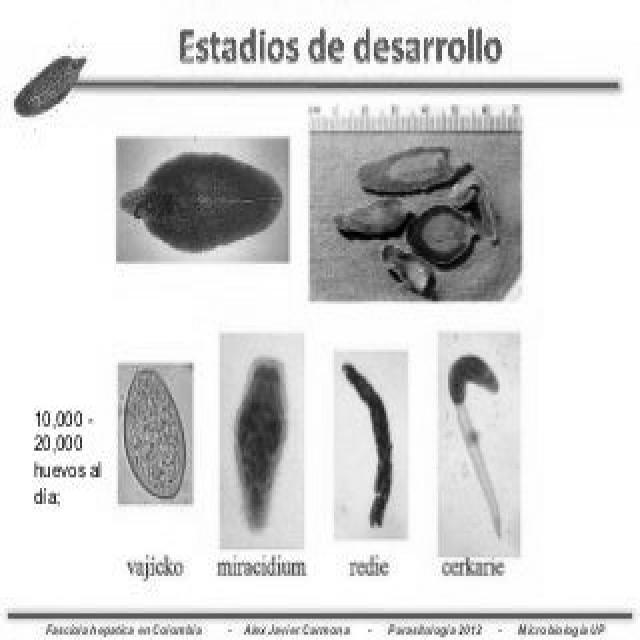 Estadios de desarrollo
10,000 -
20,000
huevos al
dia;
vajicko
miracidium
redie
cerkarie
Fasciola hepatica en Colombia - Alex Javier Carmona - Parasitologia 2012 - Microbiologia UP